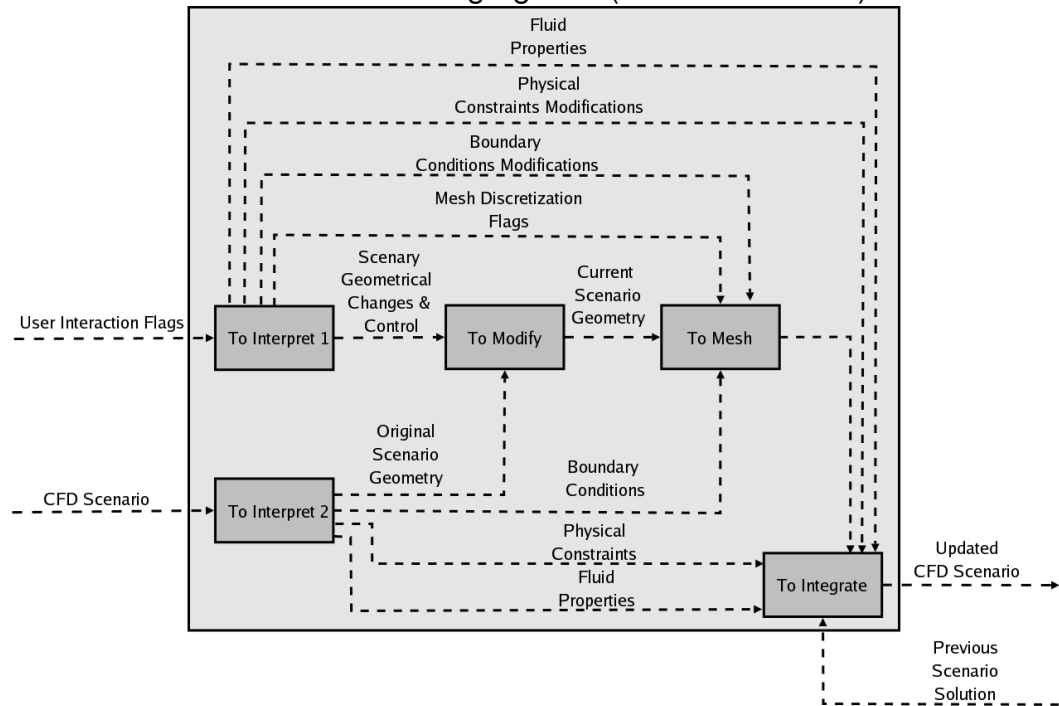 Fluid
Properties
Physical
Constraints Modifications
Boundary
Conditions Modifications
Mesh Discretization
Flags
Scenary
Geometrical
Changes &
Control
Current
Scenario
Geometry
User Interaction Flags
To Interpret 1
To Modify
To Mesh
Original
Scenario
Geometry
Boundary
Conditions
CFD Scenario
To Interpret 2
Physical
Constraints
Fluid
Properties
To Integrate
Updated
CFD Scenario
Previous
Scenario
Solution